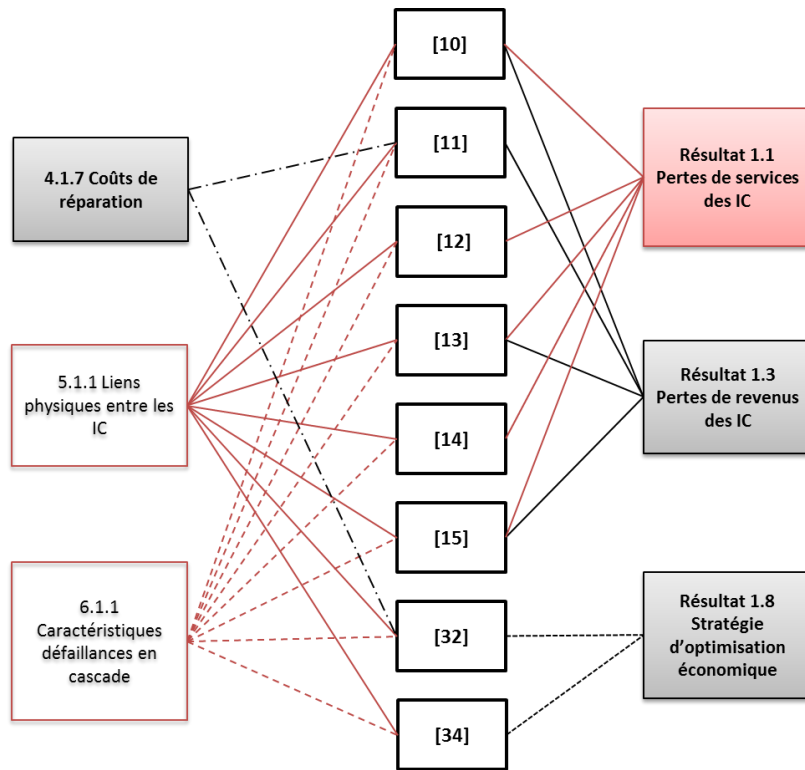 4.1.7 Coûts de
réparation
5.1.1 Liens
physiques entre les
IC
6.1.1
Caractéristiques
défaillances en
cascade
[10]
[11]
[12]
[13]
[14]
[15]
[32]
[34]
Résultat 1.1
Pertes de services
des IC
Résultat 1.3
Pertes de revenus
des IC
Résultat 1.8
Stratégie
d’optimisation
économique